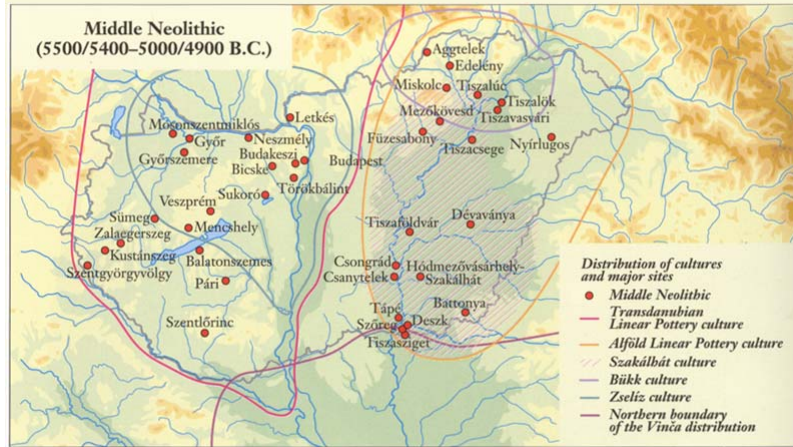 Middle Neolithic
(5500/5400–5000/4900 B.C.)
Aggtelek
Edelény
Miskolc
Tiszalúc
Tiszalök
Mezőkövesd
Tiszavasvári
Füzesabony
Tiszacsege
Nyírlugos
Letkés
Mosonszentmiklós
Győr
Neszmély
Győrszemere
Budakeszi
Budapest
Bicske
Törökbálint
Sukoró
Veszprém
Sümeg
Mencshely
Zalaegerszeg
Kustánszeg
Balatonszemes
Szentgyörgyvölgy
Pári
Szentlőrinc
Tiszaföldvár
Dévaványa
Csongrád
Hódmezővásárhely-
Csanytelek
Szakálhát
Tápé
Battonya
Szőreg
Deszk
Tiszasziget
Distribution of cultures
and major sites
Middle Neolithic
Transdanubian
Linear Pottery culture
Alföld Linear Pottery culture
Szakálhát culture
Bükk culture
Zselíz culture
Northern boundary
of the Vinča distribution